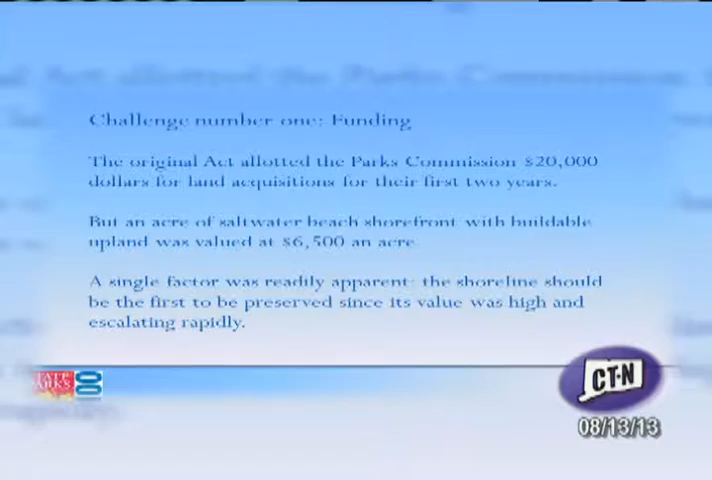 Challenge number one: Funding
The original Act allotted the Parks Commission $20,000
dollars for land acquisitions for their first two years.
But an acre of saltwater beach shorefront with buildable
upland was valued at $6,500 an acre.
A single factor was readily apparent: the shoreline should
be the first to be preserved since its value was high and
escalating rapidly.
CT-N
08/13/13